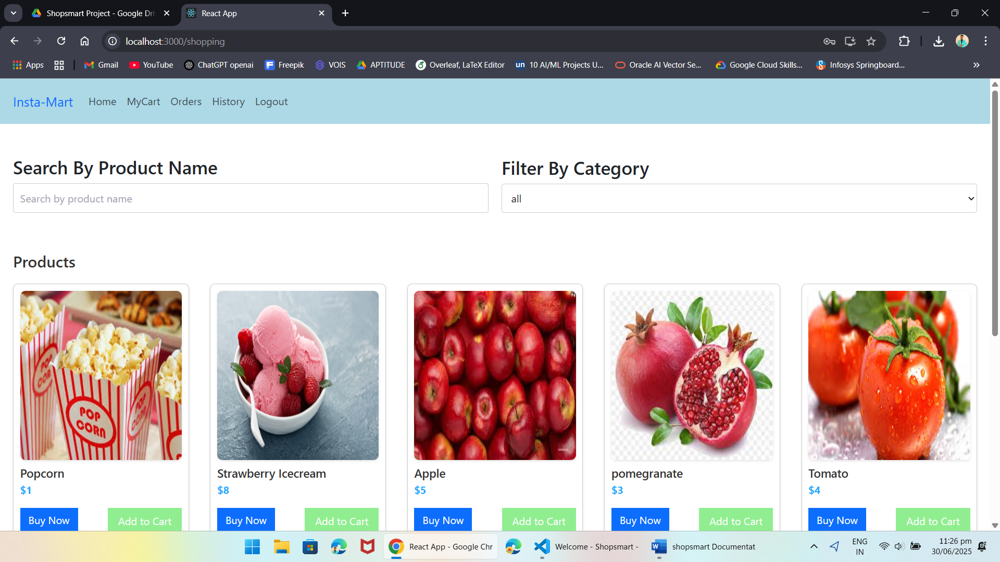 Shopsmart Project - Google Dri
React App
localhost:3000/shopping
Apps
Gmail
YouTube
ChatGPT openai
Freepik
VOIS
APTITUDE
Overleaf, LaTeX Editor
un 10 AI/ML Projects U...
Oracle AI Vector Se...
Google Cloud Skills...
Infosys Springboard...
Insta-Mart Home MyCart Orders History Logout
Search By Product Name
Search by product name
Filter By Category
all
Products
POP CORN
Popcorn
$1
Buy Now Add to Cart
Strawberry Icecream
$8
Buy Now Add to Cart
Apple
$5
Buy Now Add to Cart
pomegranate
$3
Buy Now Add to Cart
Tomato
$4
Buy Now Add to Cart
React App - Google Chr
Welcome - Shopsmart -
W
shopsmart Documentat
ENG
IN
11:26 pm
30/06/2025